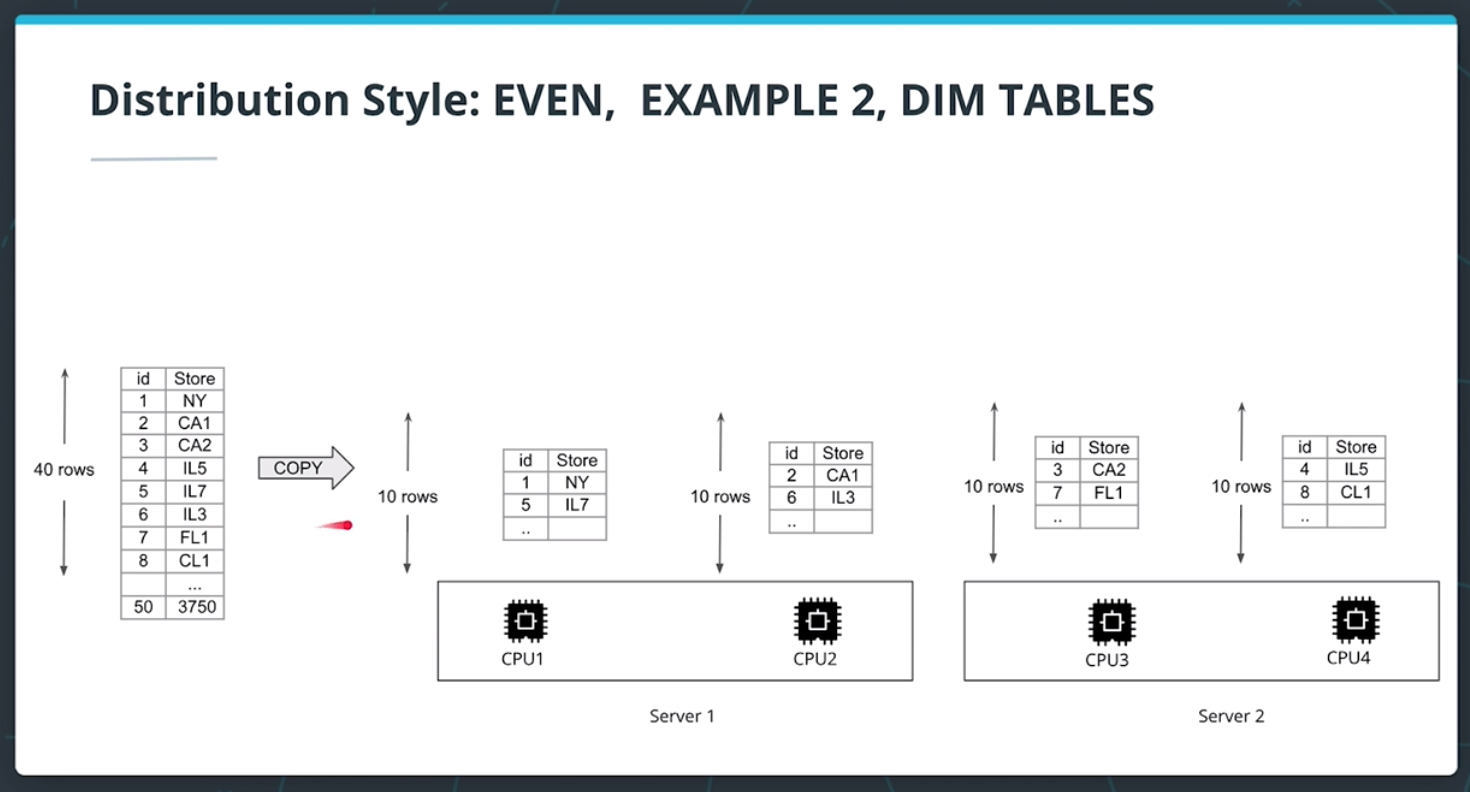 Distribution Style: EVEN, EXAMPLE 2, DIM TABLES
40 rows
id Store
1 NY
2 CA1
3 CA2
4 IL5
5 IL7
6 IL3
7 FL1
8 CL1
...
50 3750
COPY
10 rows
id Store
1 NY
5 IL7
..
10 rows
id Store
2 CA1
6 IL3
..
10 rows
id Store
3 CA2
7 FL1
..
10 rows
id Store
4 IL5
8 CL1
..
CPU1
CPU2
CPU3
CPU4
Server 1
Server 2